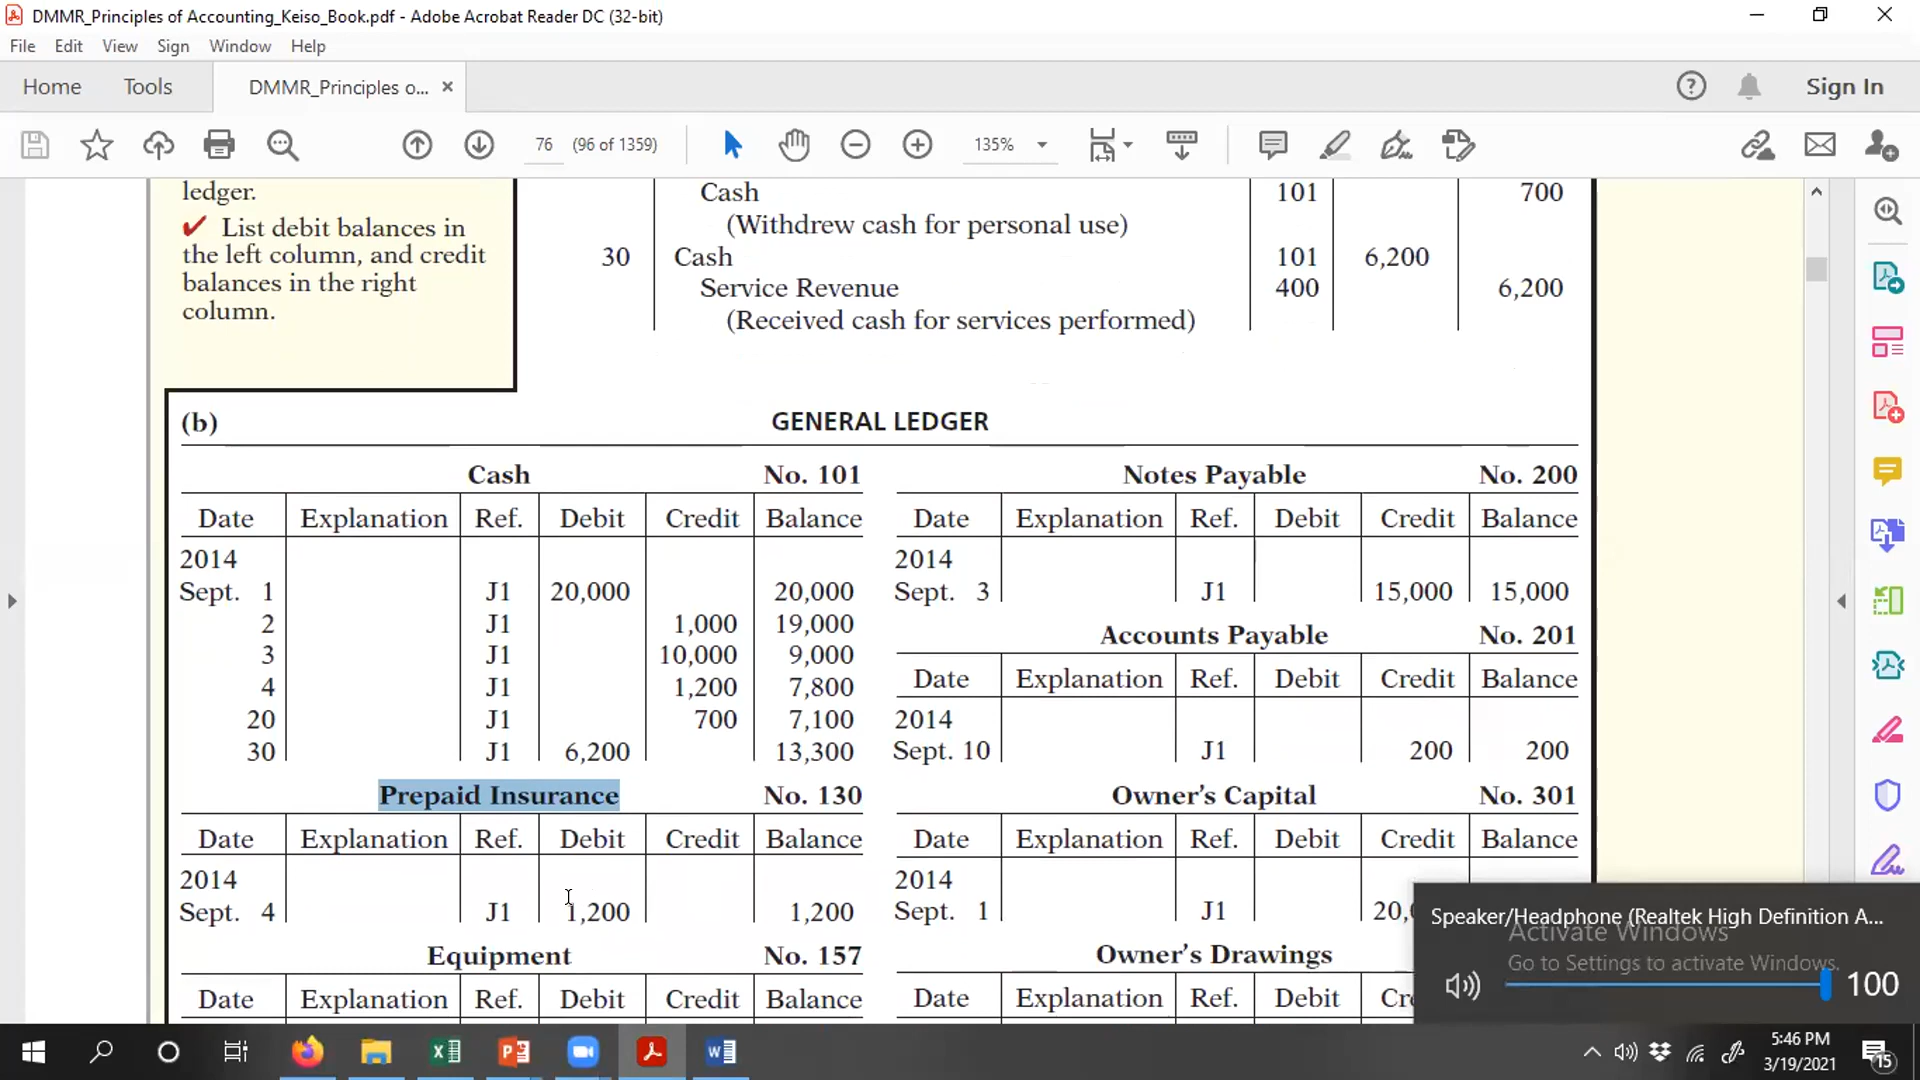 DMMR_Principles of Accounting_Keiso_Book.pdf - Adobe Acrobat Reader DC (32-bit)
File Edit View Sign Window Help
Home Tools DMMR_Principles o... × Sign In
76 (96 of 1359) 135%
ledger.
✔ List debit balances in
the left column, and credit
balances in the right
column.
Cash 101 700
(Withdrew cash for personal use)
30 Cash 101 6,200
Service Revenue 400 6,200
(Received cash for services performed)
(b) GENERAL LEDGER
Cash No. 101
Date Explanation Ref. Debit Credit Balance
2014
Sept. 1 J1 20,000 20,000
2 J1 1,000 19,000
3 J1 10,000 9,000
4 J1 1,200 7,800
20 J1 700 7,100
30 J1 6,200 13,300
Prepaid Insurance No. 130
Date Explanation Ref. Debit Credit Balance
2014
Sept. 4 J1 1,200 1,200
Equipment No. 157
Date Explanation Ref. Debit Credit Balance
Notes Payable No. 200
Date Explanation Ref. Debit Credit Balance
2014
Sept. 3 J1 15,000 15,000
Accounts Payable No. 201
Date Explanation Ref. Debit Credit Balance
2014
Sept. 10 J1 200 200
Owner's Capital No. 301
Date Explanation Ref. Debit Credit Balance
2014
Sept. 1 J1 20,
Owner's Drawings
Date Explanation Ref. Debit Cr
Speaker/Headphone (Realtek High Definition A...
Activate Windows
Go to Settings to activate Windows.
100
5:46 PM
3/19/2021
15